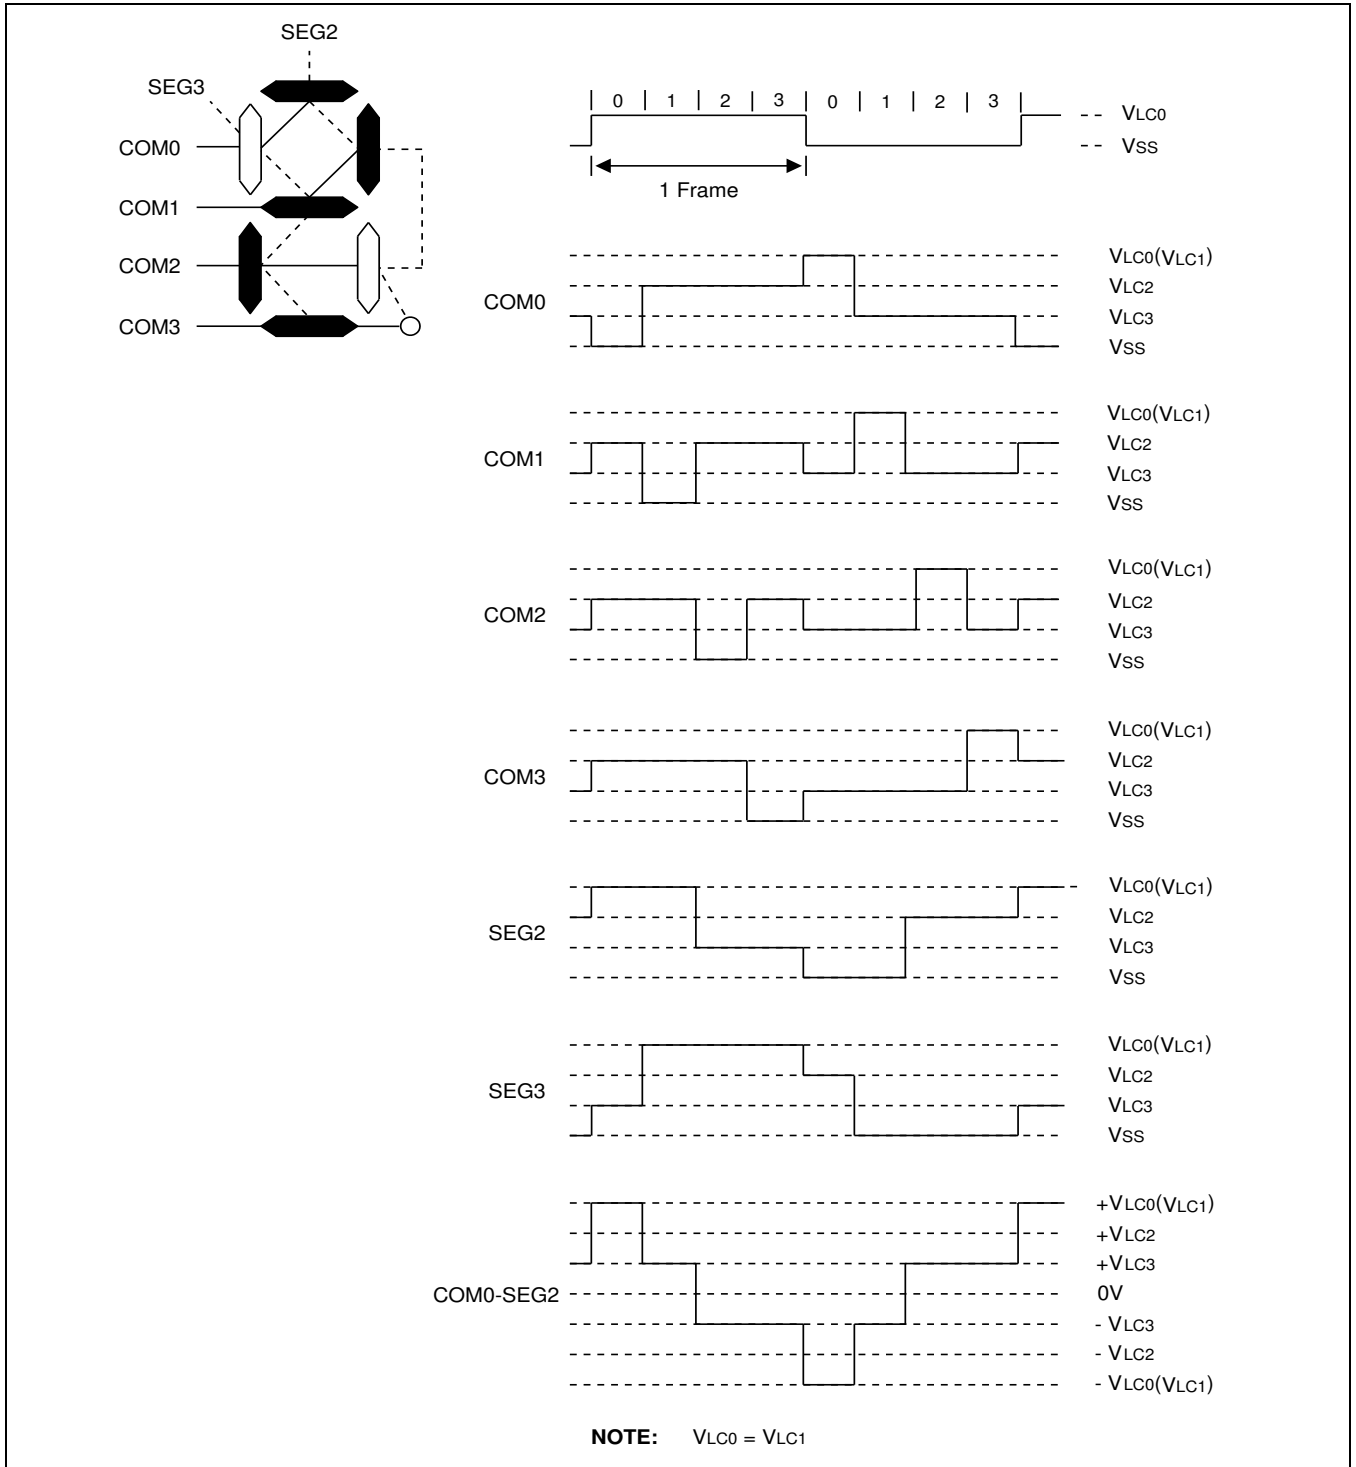 SEG2
SEG3
COM0
COM1
COM2
COM3
0 1 2 3 0 1 2 3
VLC0
VSS
1 Frame
COM0
VLC0(VLC1)
VLC2
VLC3
VSS
COM1
VLC0(VLC1)
VLC2
VLC3
VSS
COM2
VLC0(VLC1)
VLC2
VLC3
VSS
COM3
VLC0(VLC1)
VLC2
VLC3
VSS
SEG2
VLC0(VLC1)
VLC2
VLC3
VSS
SEG3
VLC0(VLC1)
VLC2
VLC3
VSS
COM0-SEG2
+VLC0(VLC1)
+VLC2
+VLC3
0V
- VLC3
- VLC2
- VLC0(VLC1)
NOTE: VLC0 = VLC1